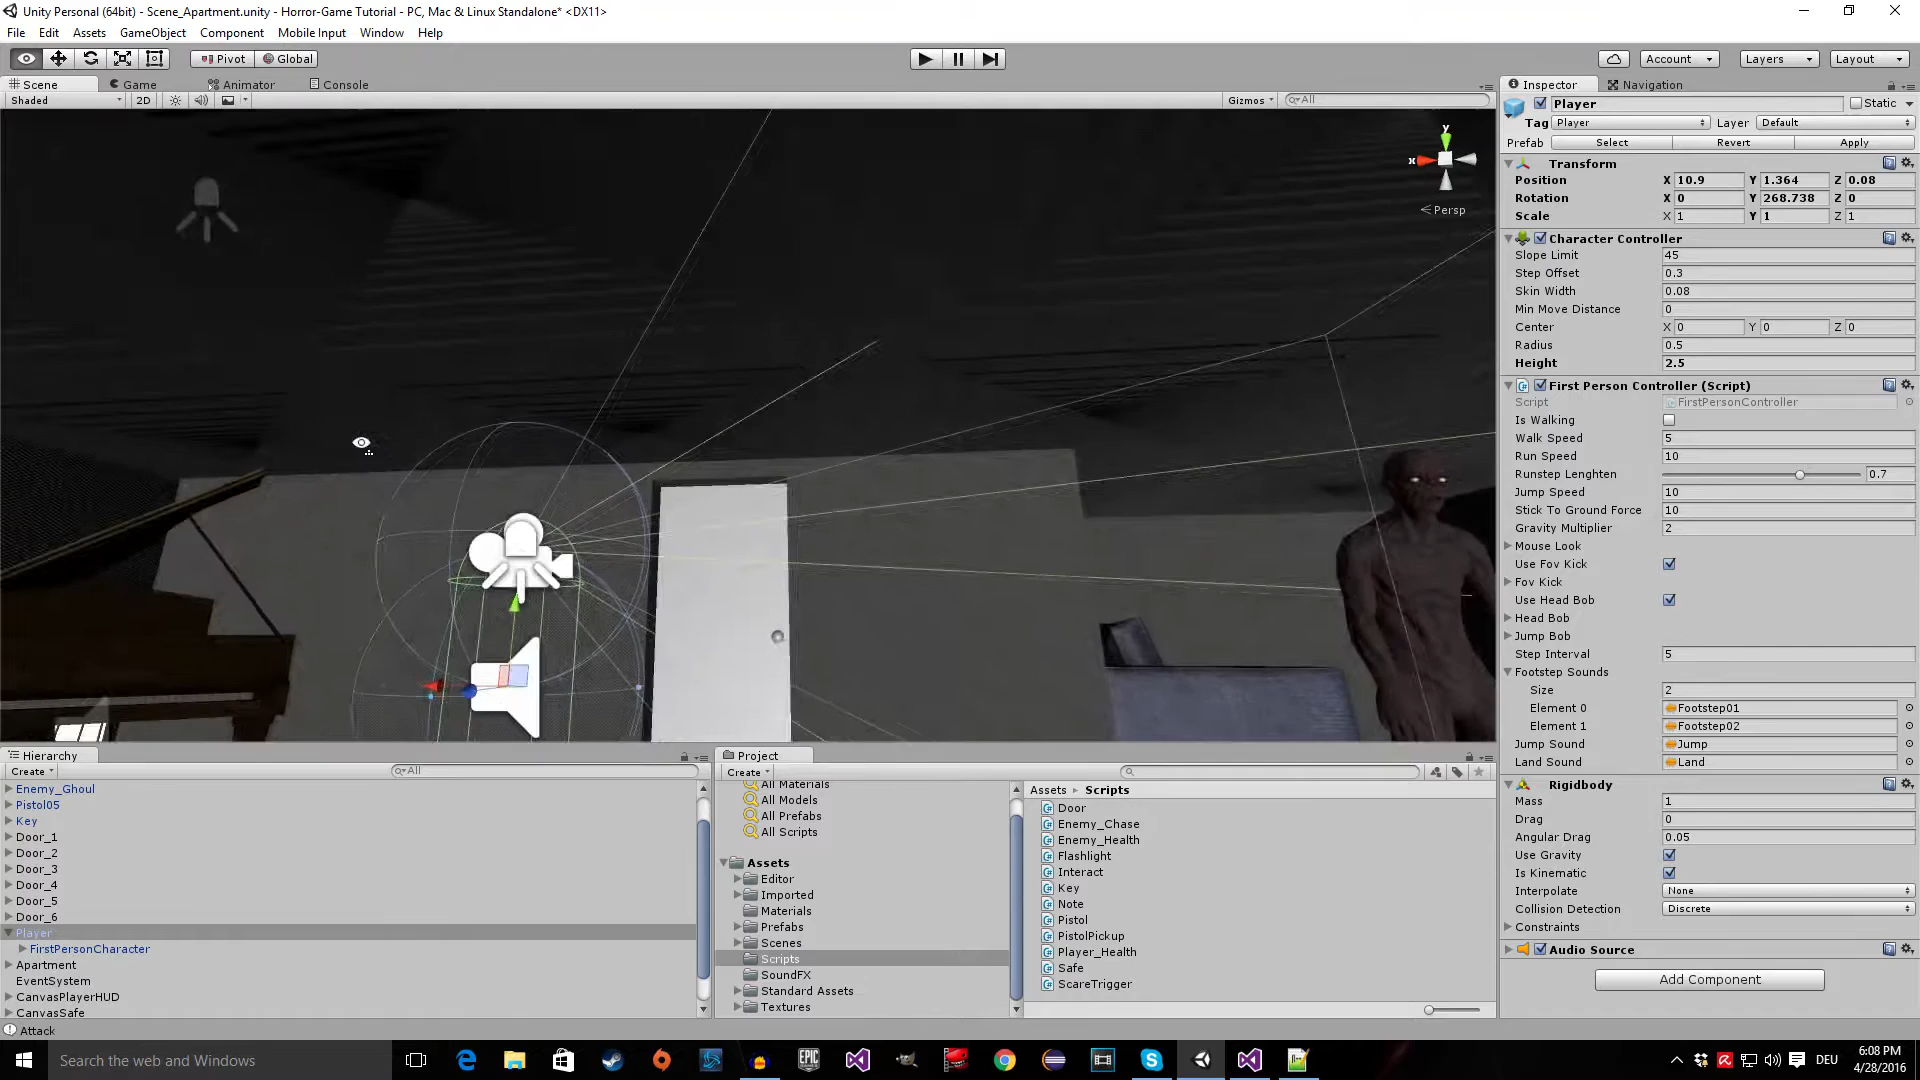 Unity Personal (64bit) - Scene_Apartment.unity - Horror-Game Tutorial - PC, Mac & Linux Standalone* <DX11>
File Edit Assets GameObject Component Mobile Input Window Help
Pivot Global Account Layers Layout
Scene Game Animator Console
Shaded 2D Gizmos All
y
x
Persp
Inspector Navigation
Player Static
Tag Player Layer Default
Prefab Select Revert Apply
Transform
Position X 10.9 Y 1.364 Z 0.08
Rotation X 0 Y 268.738 Z 0
Scale X 1 Y 1 Z 1
Character Controller
Slope Limit 45
Step Offset 0.3
Skin Width 0.08
Min Move Distance 0
Center X 0 Y 0 Z 0
Radius 0.5
Height 2.5
First Person Controller (Script)
Script FirstPersonController
Is Walking
Walk Speed 5
Run Speed 10
Runstep Lenghten 0.7
Jump Speed 10
Stick To Ground Force 10
Gravity Multiplier 2
Mouse Look
Use Fov Kick
Fov Kick
Use Head Bob
Head Bob
Jump Bob
Step Interval 5
Footstep Sounds
Size 2
Element 0 Footstep01
Element 1 Footstep02
Jump Sound Jump
Land Sound Land
Rigidbody
Mass 1
Drag 0
Angular Drag 0.05
Use Gravity
Is Kinematic
Interpolate None
Collision Detection Discrete
Constraints
Audio Source
Add Component
Hierarchy
Create All
Enemy_Ghoul
Pistol05
Key
Door_1
Door_2
Door_3
Door_4
Door_5
Door_6
Player
FirstPersonCharacter
Apartment
EventSystem
CanvasPlayerHUD
CanvasSafe
Project
Create
All Materials
All Models
All Prefabs
All Scripts
Assets
Editor
Imported
Materials
Prefabs
Scenes
Scripts
SoundFX
Standard Assets
Textures
Assets Scripts
Door
Enemy_Chase
Enemy_Health
Flashlight
Interact
Key
Note
Pistol
PistolPickup
Player_Health
Safe
ScareTrigger
Attack
Search the web and Windows
EPIC
DEU
6:08 PM
4/28/2016